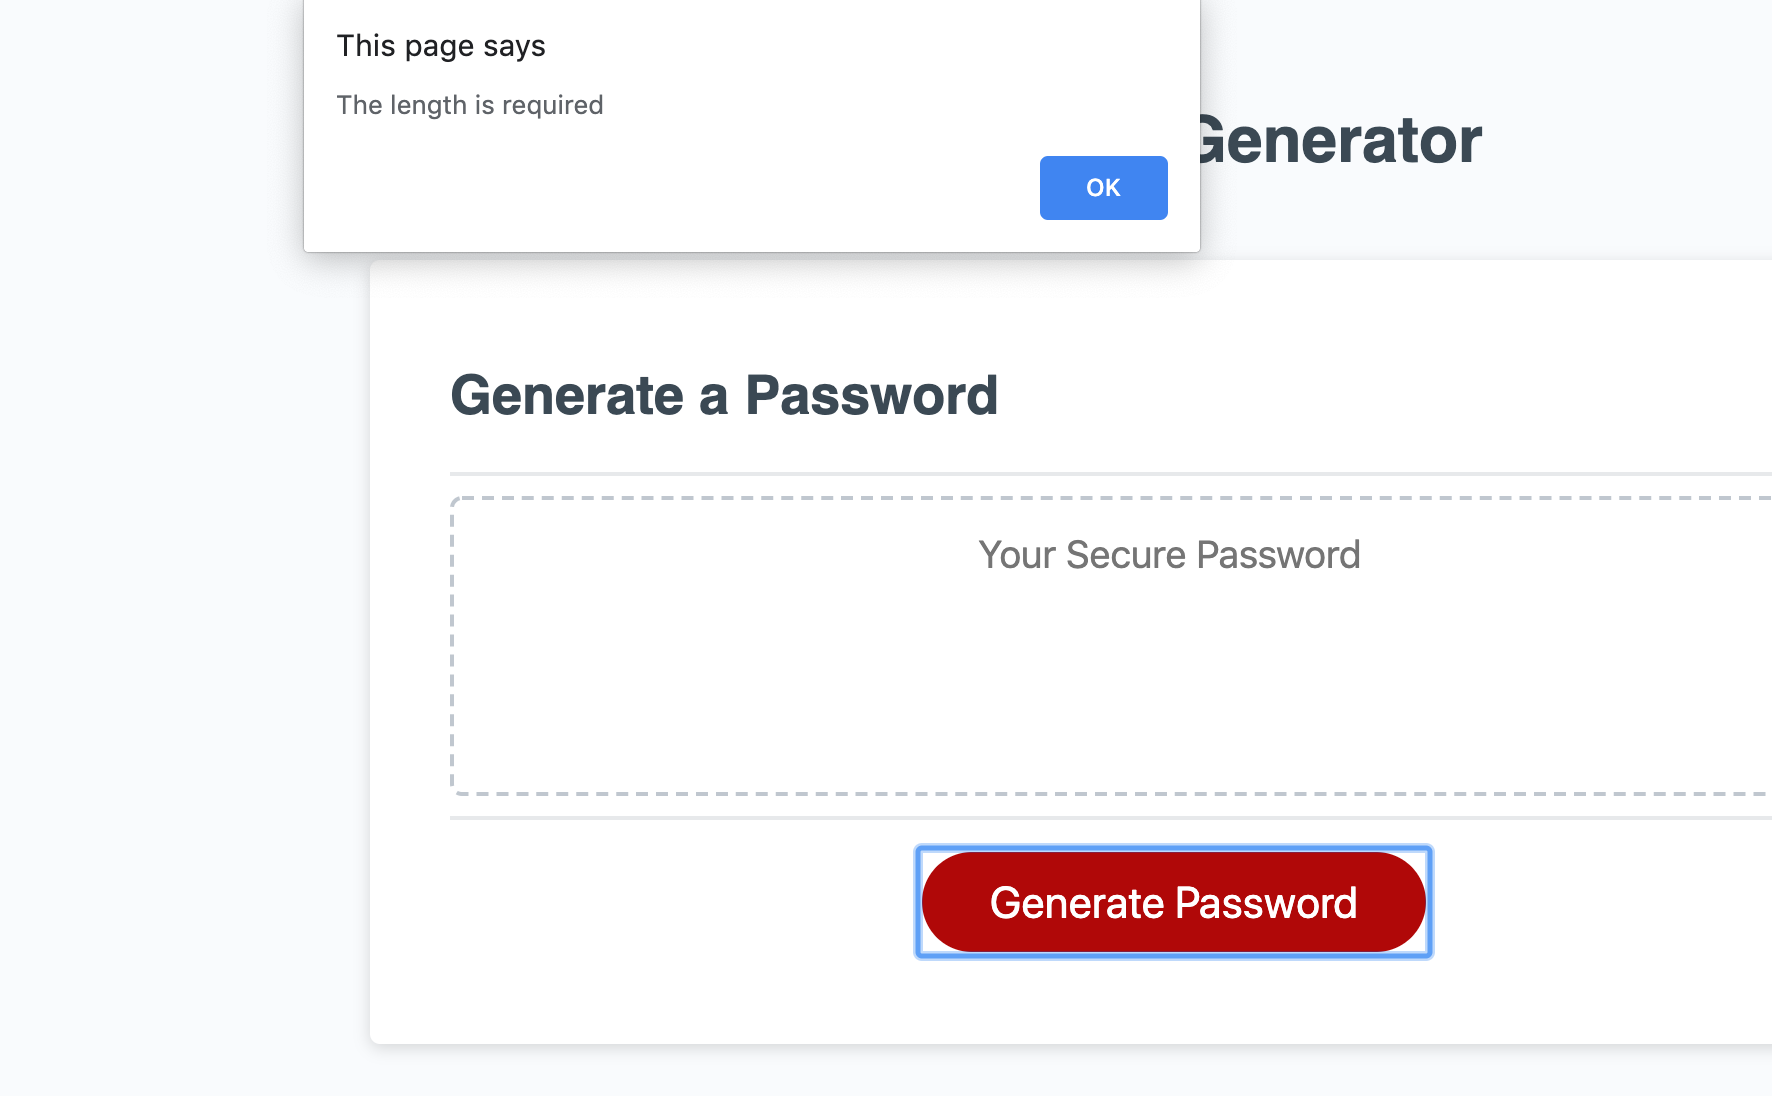 This page says
The length is required
OK
Generator
Generate a Password
Your Secure Password
Generate Password